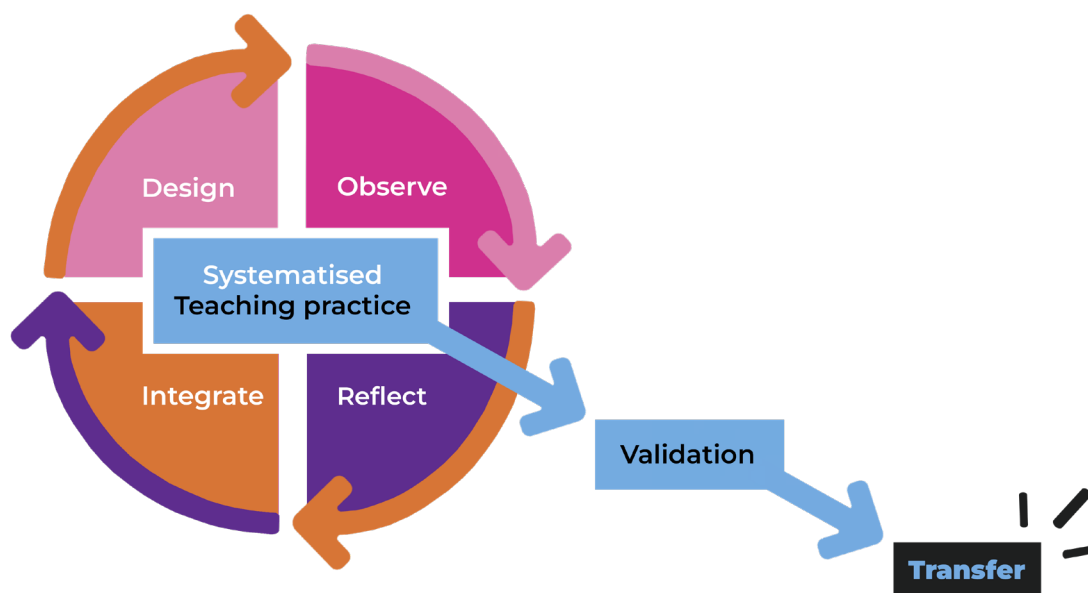 Design
Observe
Systematised
Teaching practice
Integrate
Reflect
Validation
Transfer